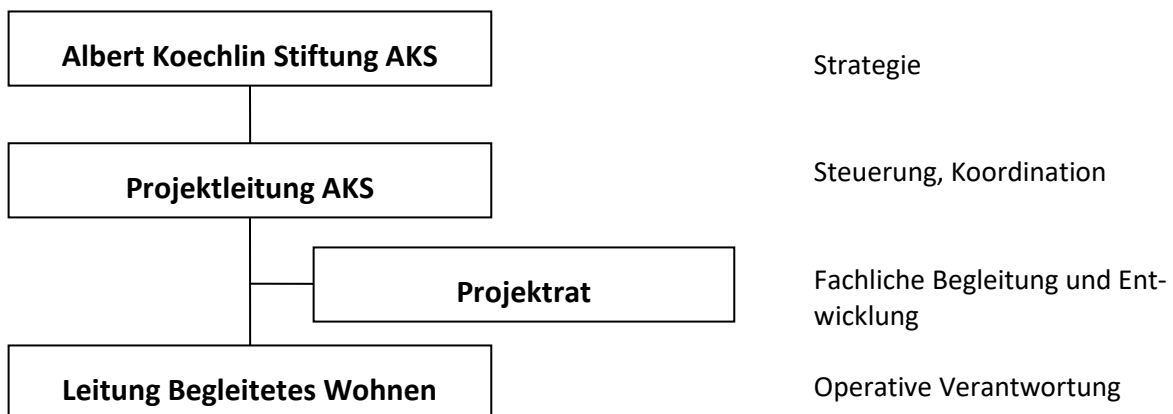 Albert Koechlin Stiftung AKS
Strategie
Projektleitung AKS
Steuerung, Koordination
Projektrat
Fachliche Begleitung und Ent-
wicklung
Leitung Begleitetes Wohnen
Operative Verantwortung